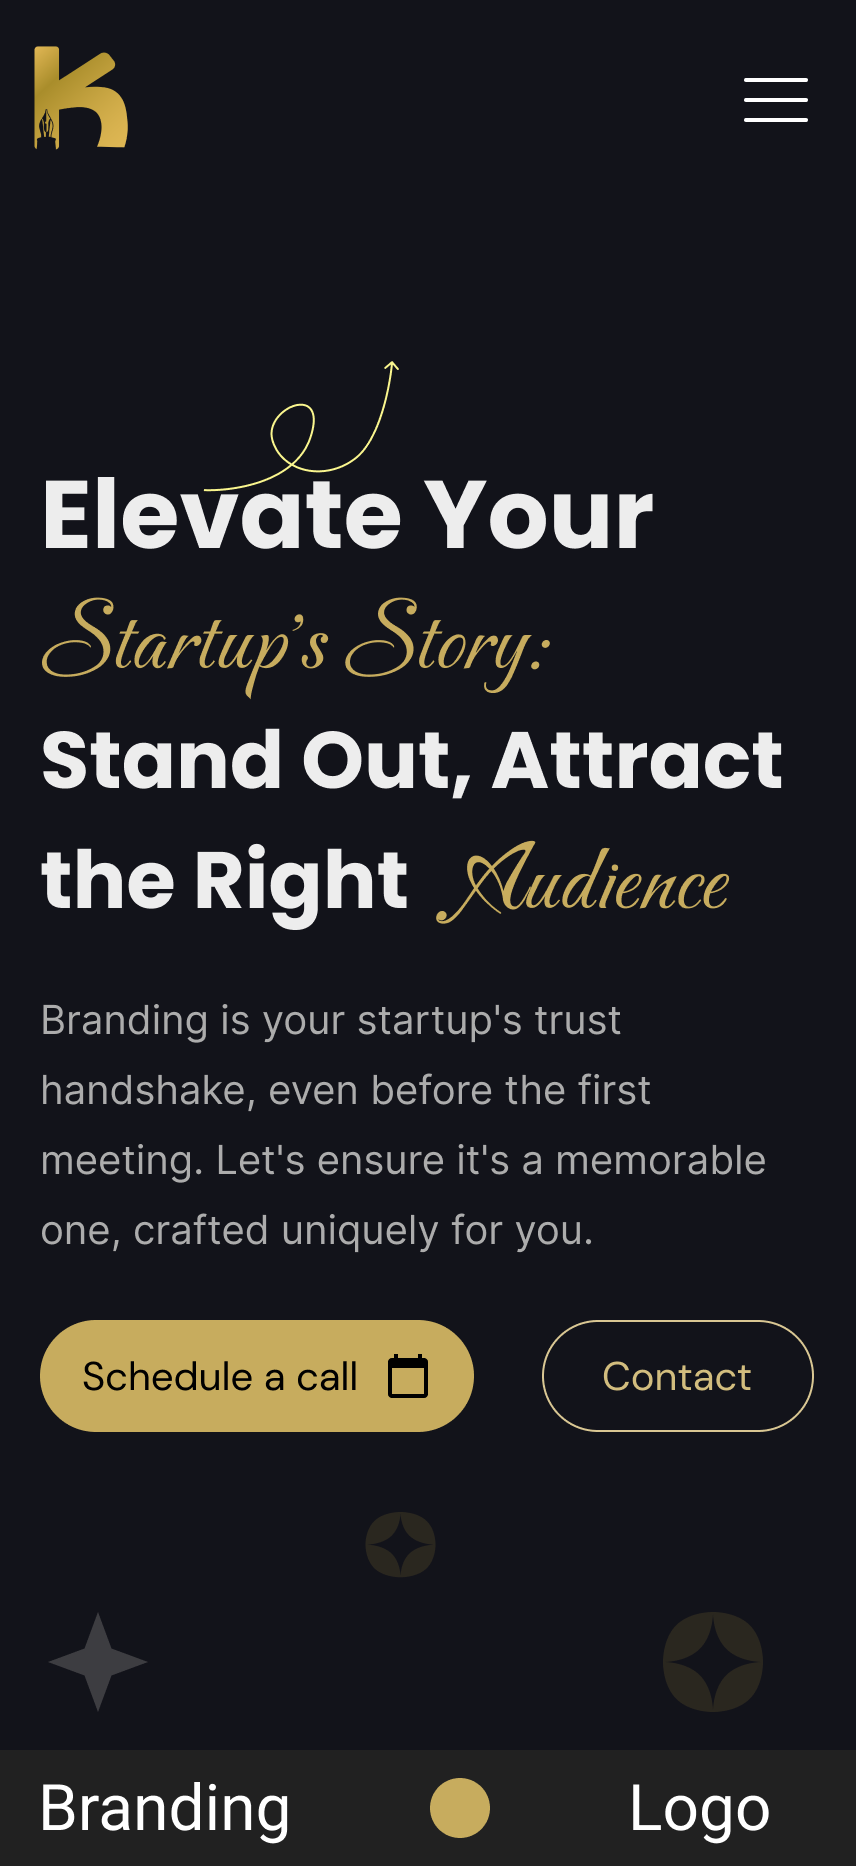 K
Elevate Your
Startup’s Story:
Stand Out, Attract
the Right Audience
Branding is your startup's trust
handshake, even before the first
meeting. Let's ensure it's a memorable
one, crafted uniquely for you.
Schedule a call
Contact
Branding
Logo